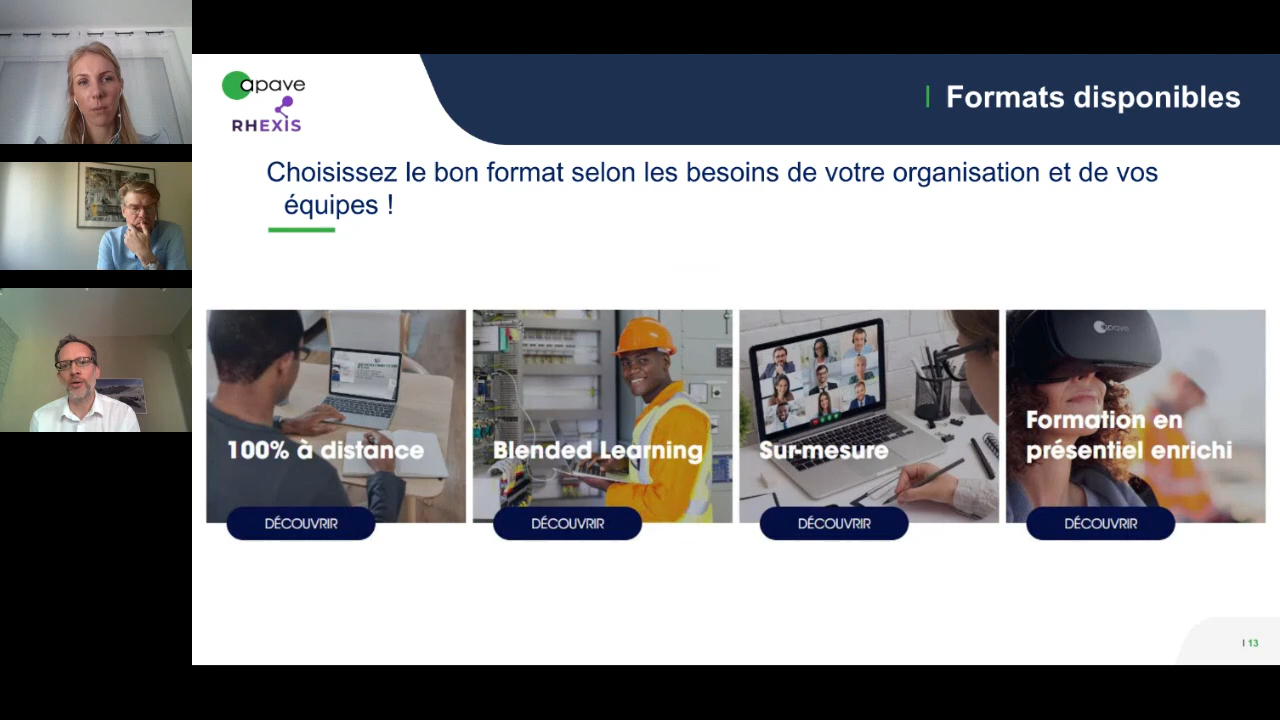 apave
RHEXIS
Formats disponibles
Choisissez le bon format selon les besoins de votre organisation et de vos
équipes !
100% à distance
Blended Learning
Sur-mesure
Formation en
présentiel enrichi
apave
DÉCOUVRIR
DÉCOUVRIR
DÉCOUVRIR
DÉCOUVRIR
I 13